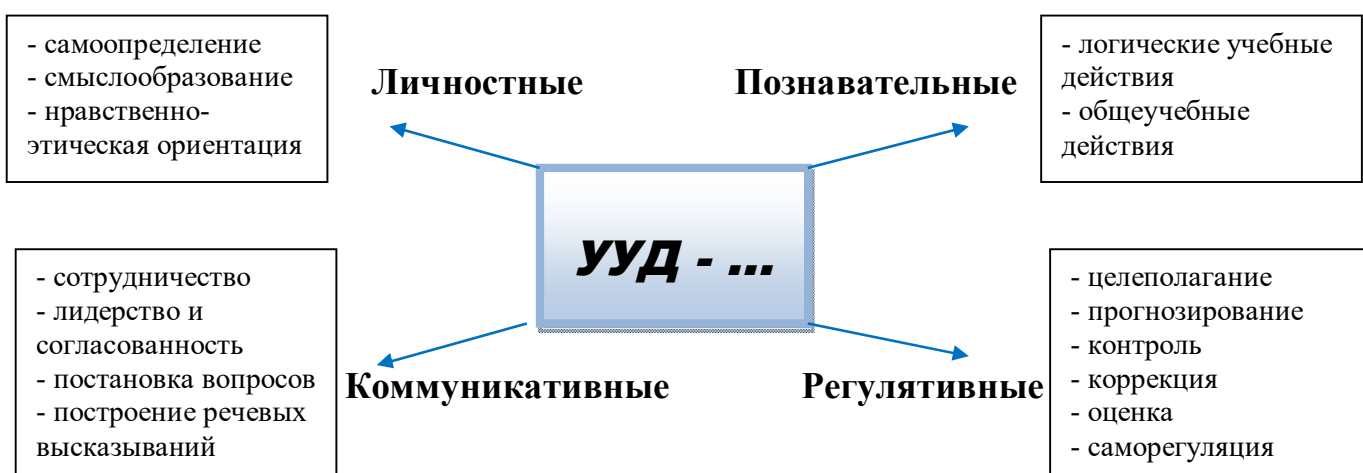 - самоопределение
- смыслообразование
- нравственно-
этическая ориентация
Личностные
Познавательные
- логические учебные
действия
- общеучебные
действия
УУД - ...
- сотрудничество
- лидерство и
согласованность
- постановка вопросов
- построение речевых
высказываний
Коммуникативные
Регулятивные
- целеполагание
- прогнозирование
- контроль
- коррекция
- оценка
- саморегуляция